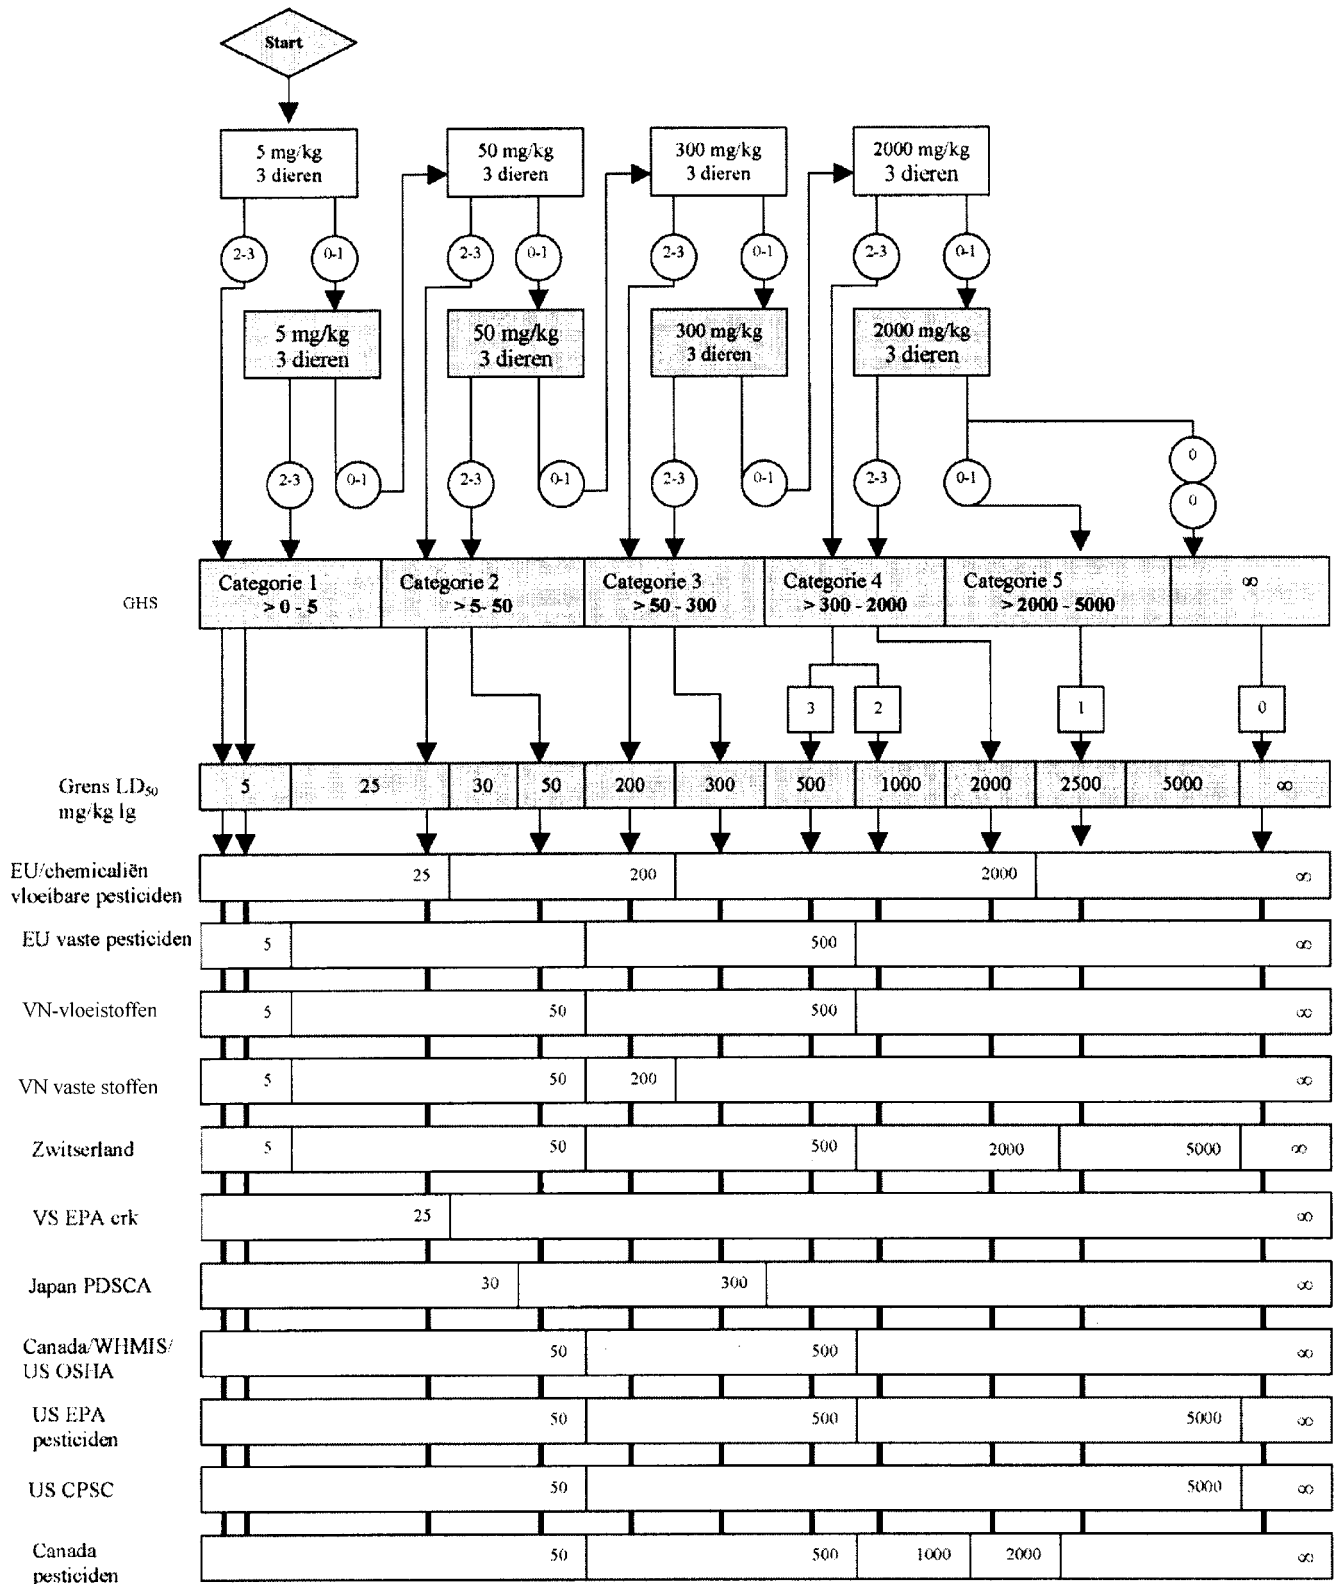 Start
5 mg/kg
3 dieren
50 mg/kg
3 dieren
300 mg/kg
3 dieren
2000 mg/kg
3 dieren
2-3
0-1
2-3
0-1
2-3
0-1
2-3
0-1
5 mg/kg
3 dieren
50 mg/kg
3 dieren
300 mg/kg
3 dieren
2000 mg/kg
3 dieren
2-3
0-1
2-3
0-1
2-3
0-1
2-3
0-1
0
0
GHS
Categorie 1
> 0 - 5
Categorie 2
> 5- 50
Categorie 3
> 50 - 300
Categorie 4
> 300 - 2000
Categorie 5
> 2000 - 5000
∞
3
2
1
0
Grens LD₅₀
mg/kg lg
5 25 30 50 200 300 500 1000 2000 2500 5000 ∞
EU/chemicaliën
vloeibare pesticiden
25 200 2000 ∞
EU vaste pesticiden
5 500 ∞
VN-vloeistoffen
5 50 500 ∞
VN vaste stoffen
5 50 200 ∞
Zwitserland
5 50 500 2000 5000 ∞
VS EPA erk
25 ∞
Japan PDSCA
30 300 ∞
Canada/WHMIS/
US OSHA
50 500 ∞
US EPA
pesticiden
50 500 5000 ∞
US CPSC
50 5000 ∞
Canada
pesticiden
50 500 1000 2000 ∞